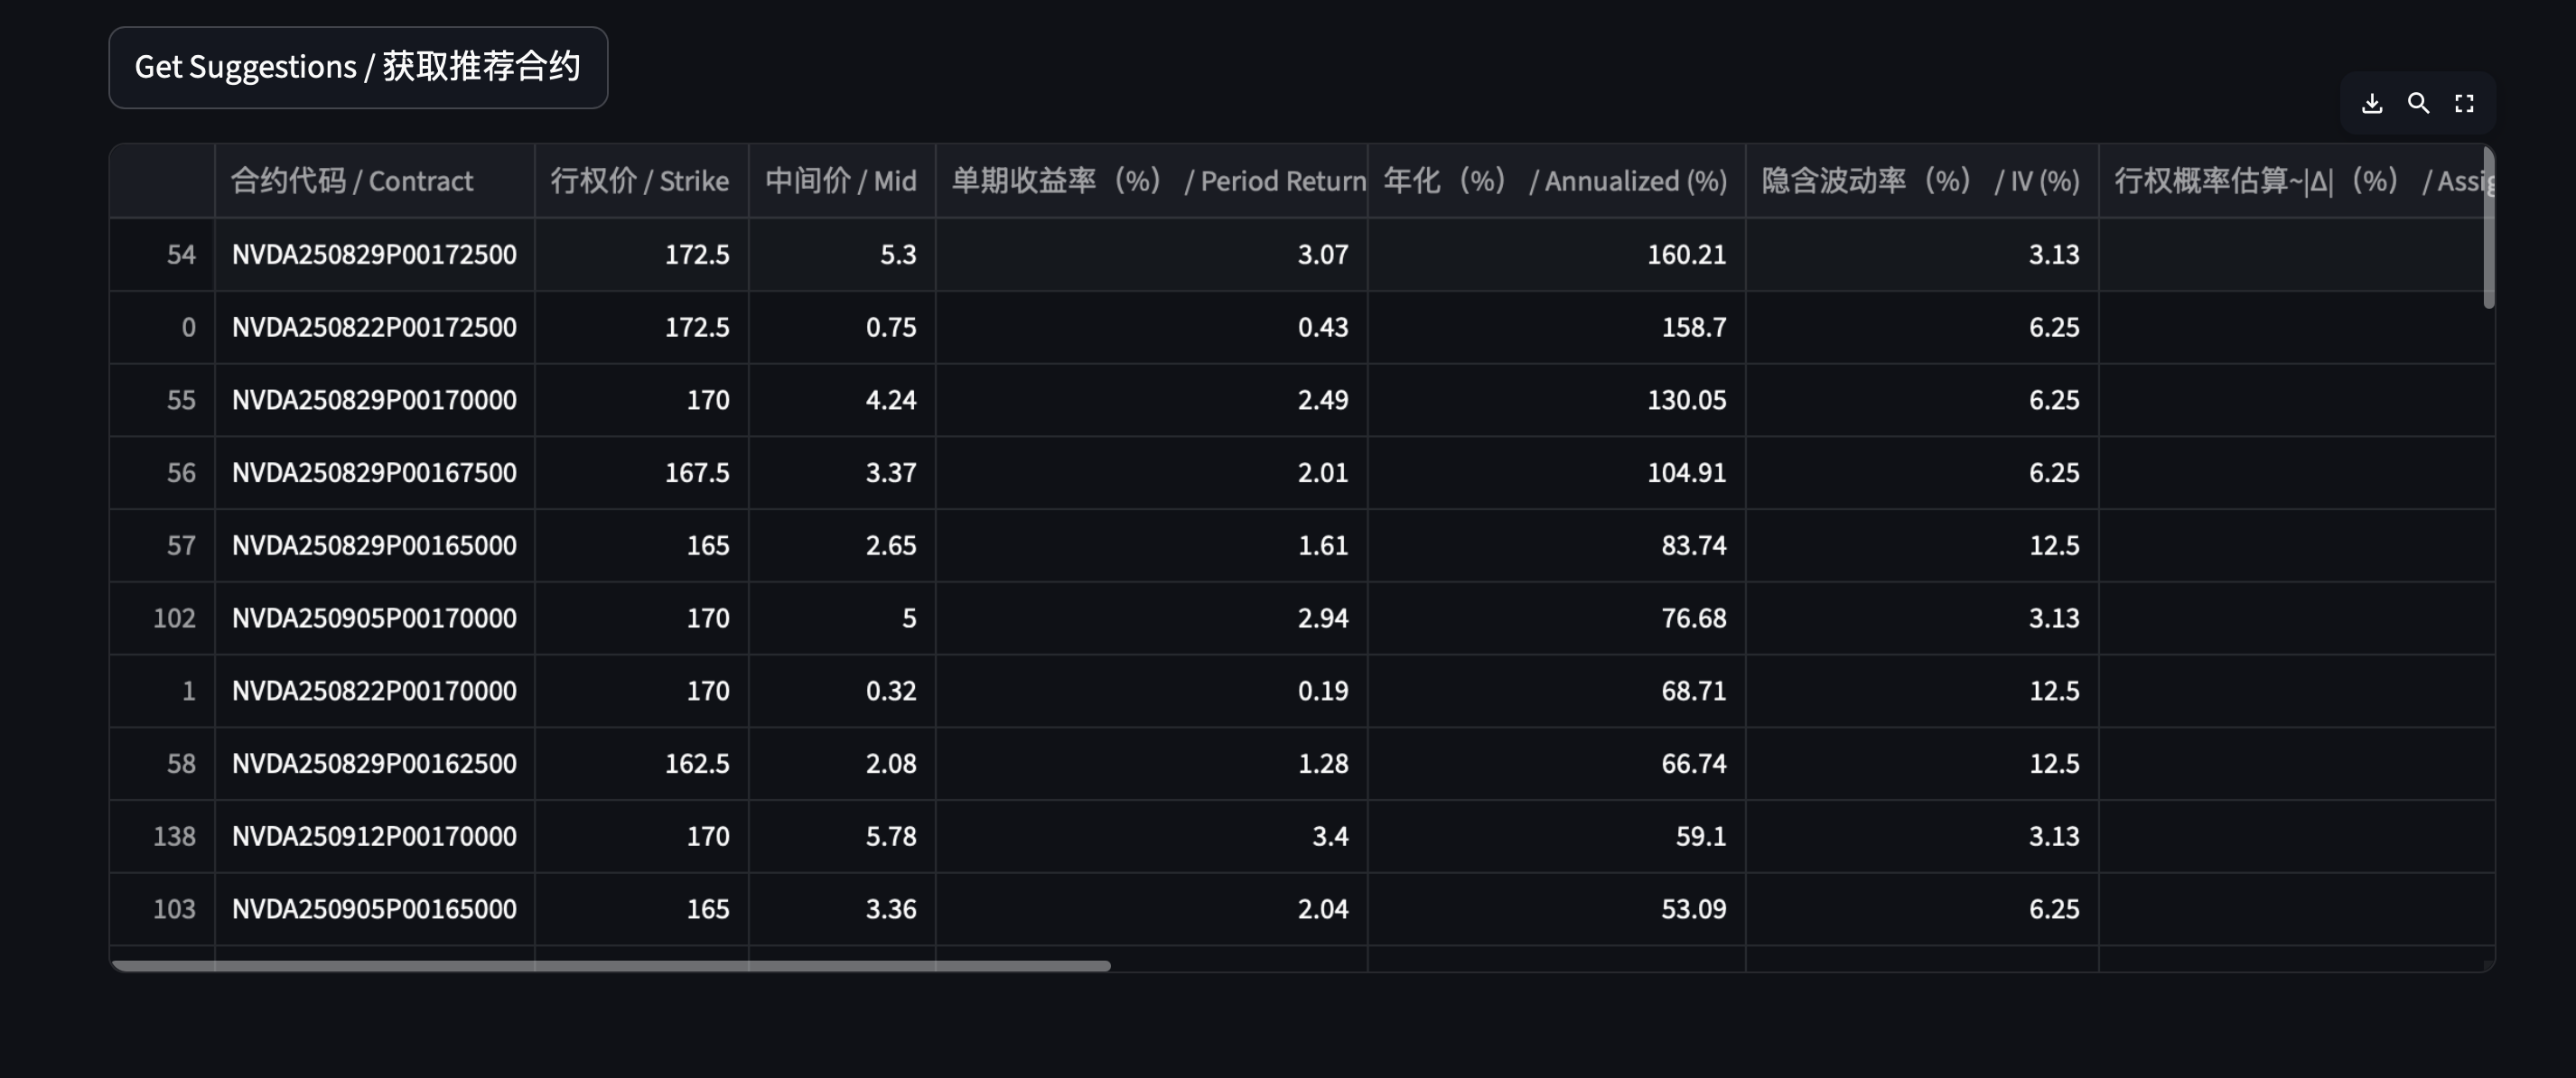 Get Suggestions / 获取推荐合约
合约代码 / Contract 行权价 / Strike 中间价 / Mid 单期收益率（%） / Period Return 年化（%） / Annualized (%) 隐含波动率（%） / IV (%) 行权概率估算~|Δ|（%） / Assig
54 NVDA250829P00172500 172.5 5.3 3.07 160.21 3.13
0 NVDA250822P00172500 172.5 0.75 0.43 158.7 6.25
55 NVDA250829P00170000 170 4.24 2.49 130.05 6.25
56 NVDA250829P00167500 167.5 3.37 2.01 104.91 6.25
57 NVDA250829P00165000 165 2.65 1.61 83.74 12.5
102 NVDA250905P00170000 170 5 2.94 76.68 3.13
1 NVDA250822P00170000 170 0.32 0.19 68.71 12.5
58 NVDA250829P00162500 162.5 2.08 1.28 66.74 12.5
138 NVDA250912P00170000 170 5.78 3.4 59.1 3.13
103 NVDA250905P00165000 165 3.36 2.04 53.09 6.25